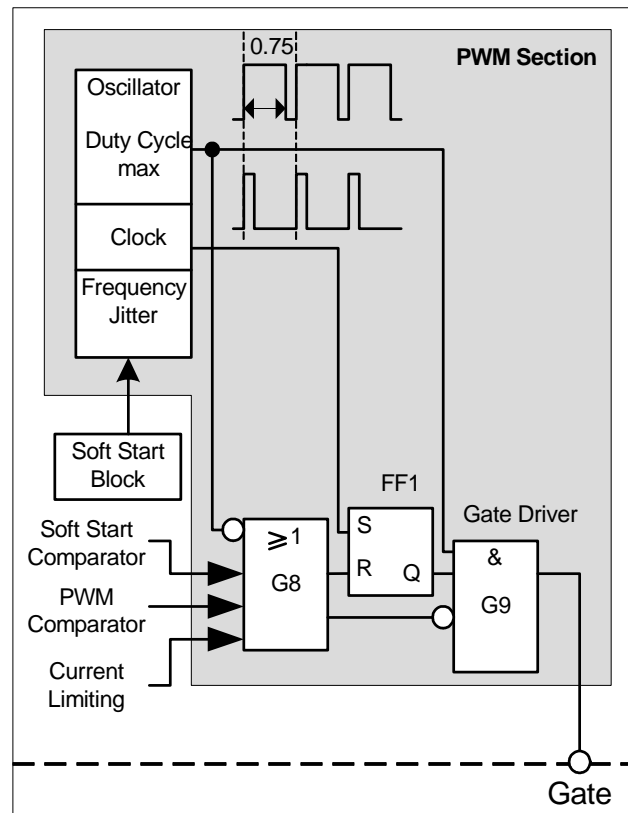 0.75
PWM Section
Oscillator
Duty Cycle
max
Clock
Frequency
Jitter
Soft Start
Block
FF1
Gate Driver
Soft Start
Comparator
PWM
Comparator
Current
Limiting
≥1
G8
S
R
Q
&
G9
Gate